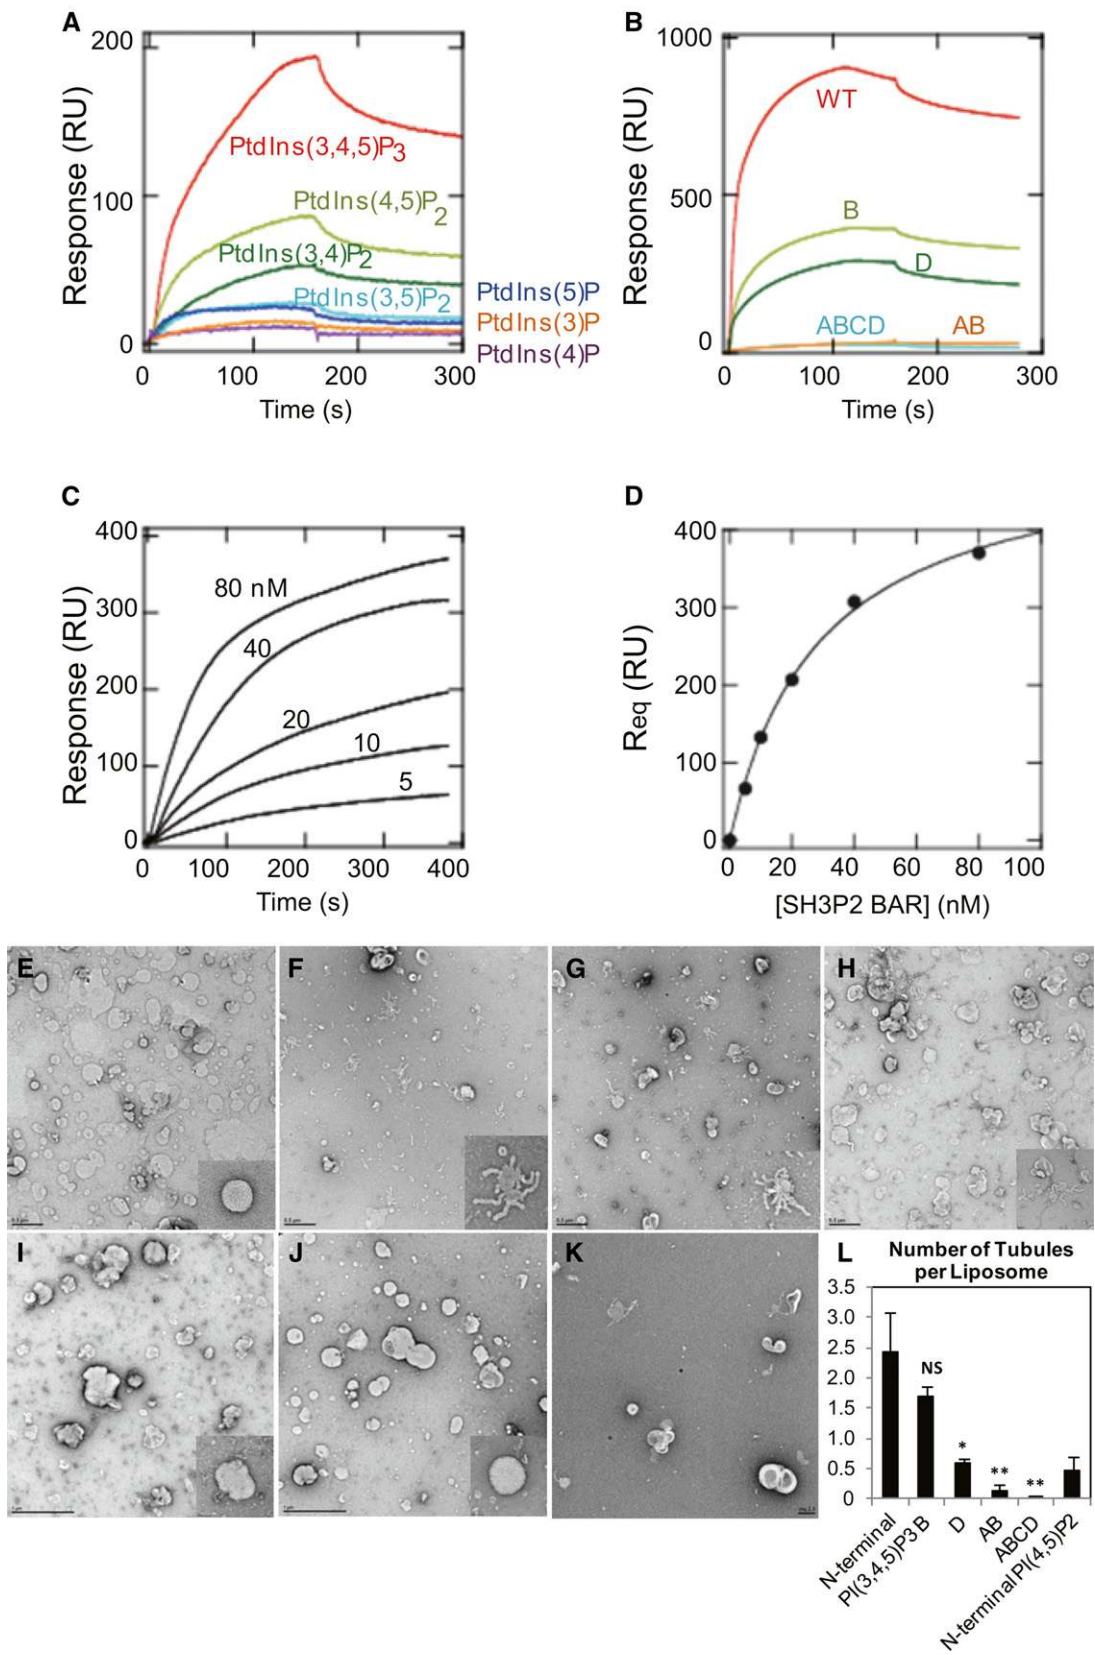 A
200
100
0
Response (RU)
PtdIns(3,4,5)P3
PtdIns(4,5)P2
PtdIns(3,4)P2
PtdIns(3,5)P2
PtdIns(5)P
PtdIns(3)P
PtdIns(4)P
0 100 200 300
Time (s)
B
1000
500
0
Response (RU)
WT
B
D
ABCD AB
0 100 200 300
Time (s)
C
400
300
200
100
0
Response (RU)
80 nM
40
20
10
5
0 100 200 300 400
Time (s)
D
400
300
200
100
0
Req (RU)
0 20 40 60 80 100
[SH3P2 BAR] (nM)
E
F
G
H
I
J
K
L
Number of Tubules
per Liposome
3.5
3.0
2.5
2.0
1.5
1.0
0.5
0
NS
*
**
**
N-terminal
PI(3,4,5)P3 B
D
AB
ABCD
N-terminal PI(4,5)P2